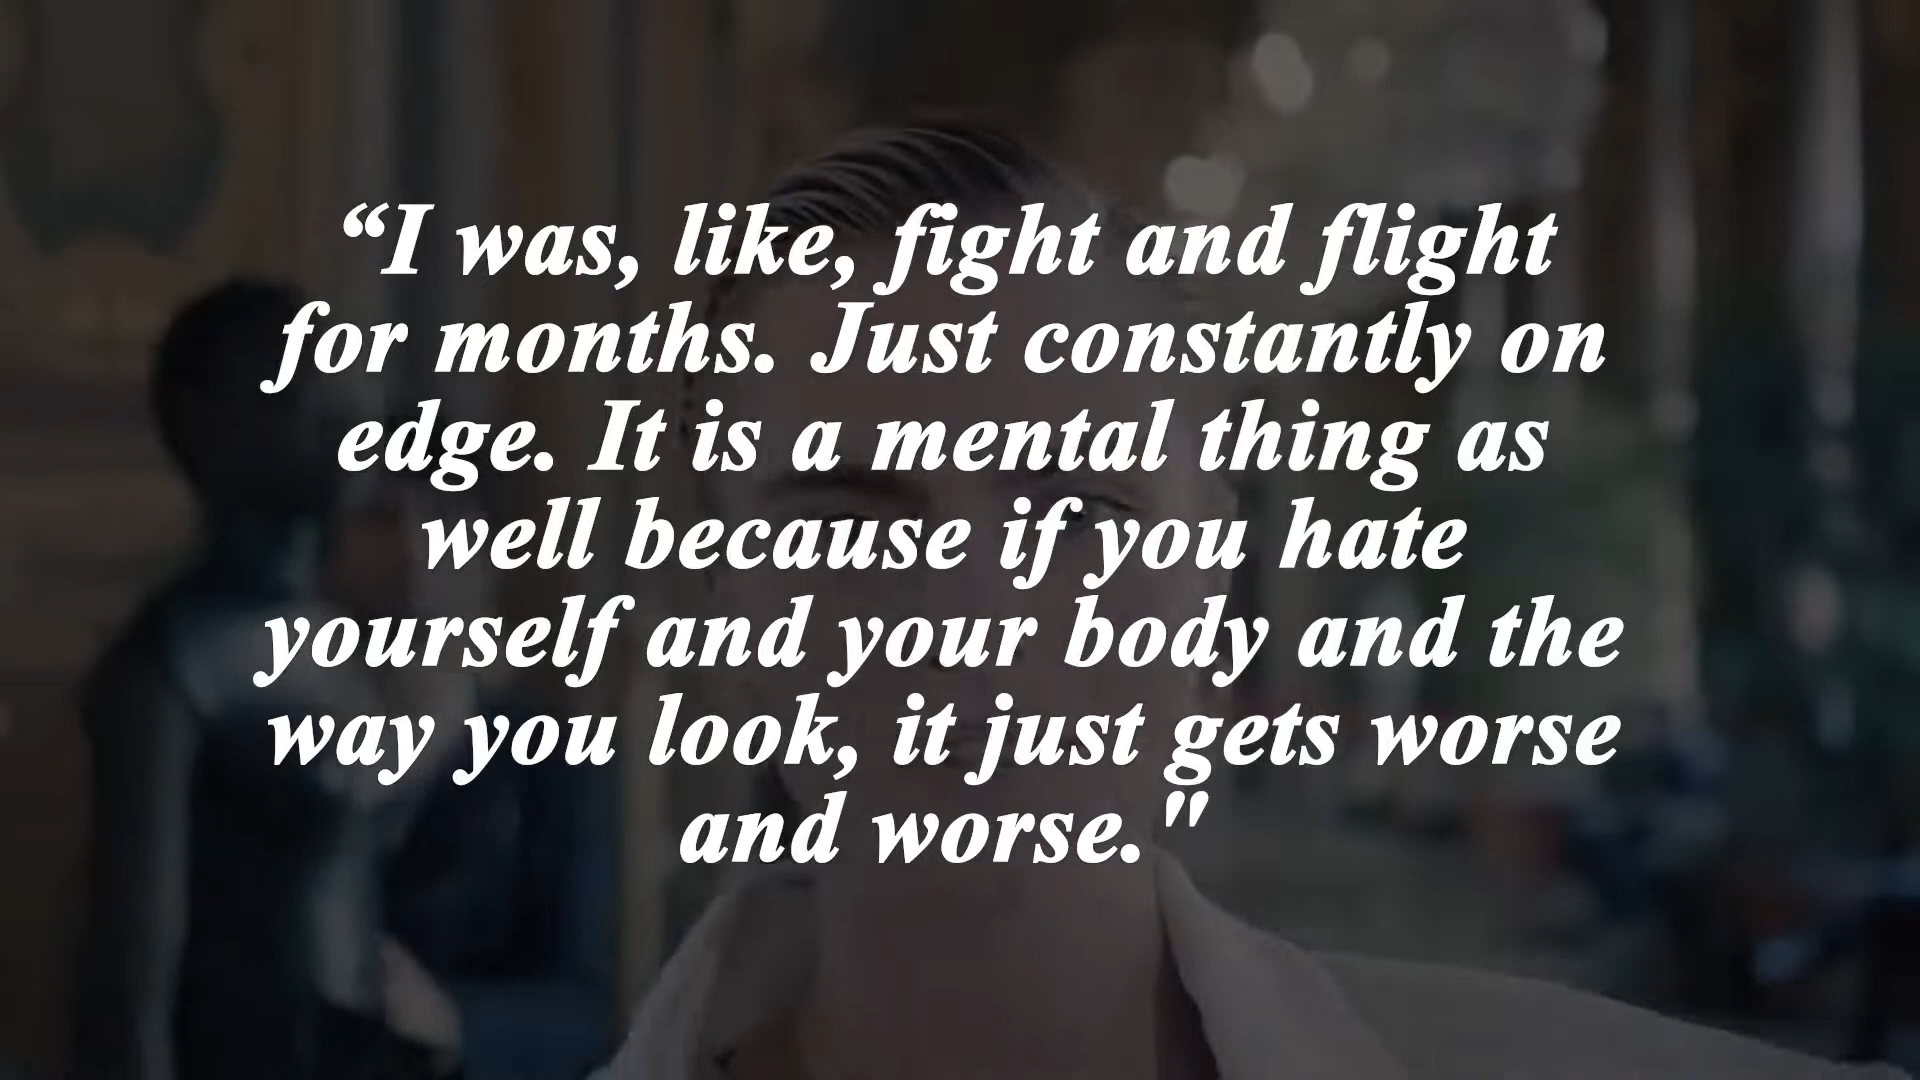 “I was, like, fight and flight
for months. Just constantly on
edge. It is a mental thing as
well because if you hate
yourself and your body and the
way you look, it just gets worse
and worse."